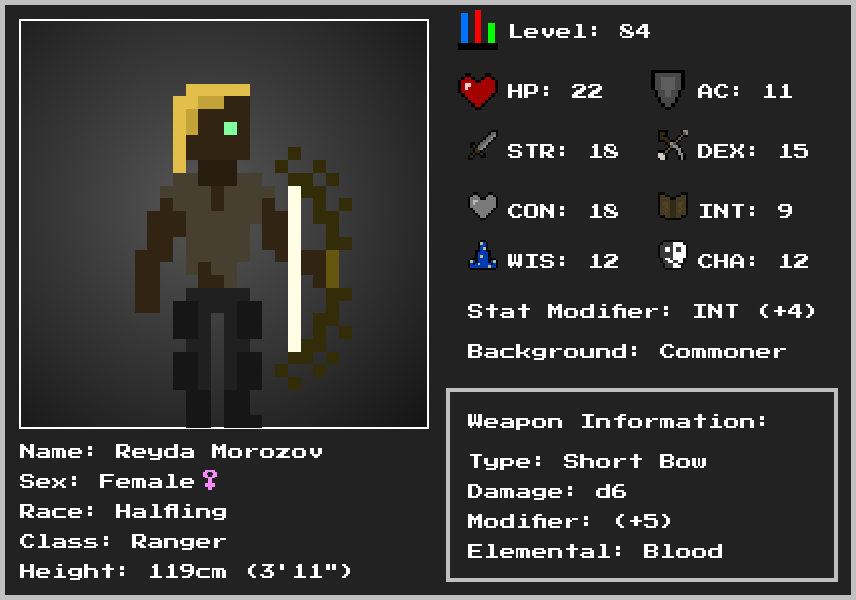 Level: 84
HP: 22
AC: 11
STR: 18
DEX: 15
CON: 18
INT: 9
WIS: 12
CHA: 12
Stat Modifier: INT (+4)
Background: Commoner
Weapon Information:
Type: Short Bow
Damage: d6
Modifier: (+5)
Elemental: Blood
Name: Reyda Morozov
Sex: Female♀
Race: Halfling
Class: Ranger
Height: 119cm (3'11")